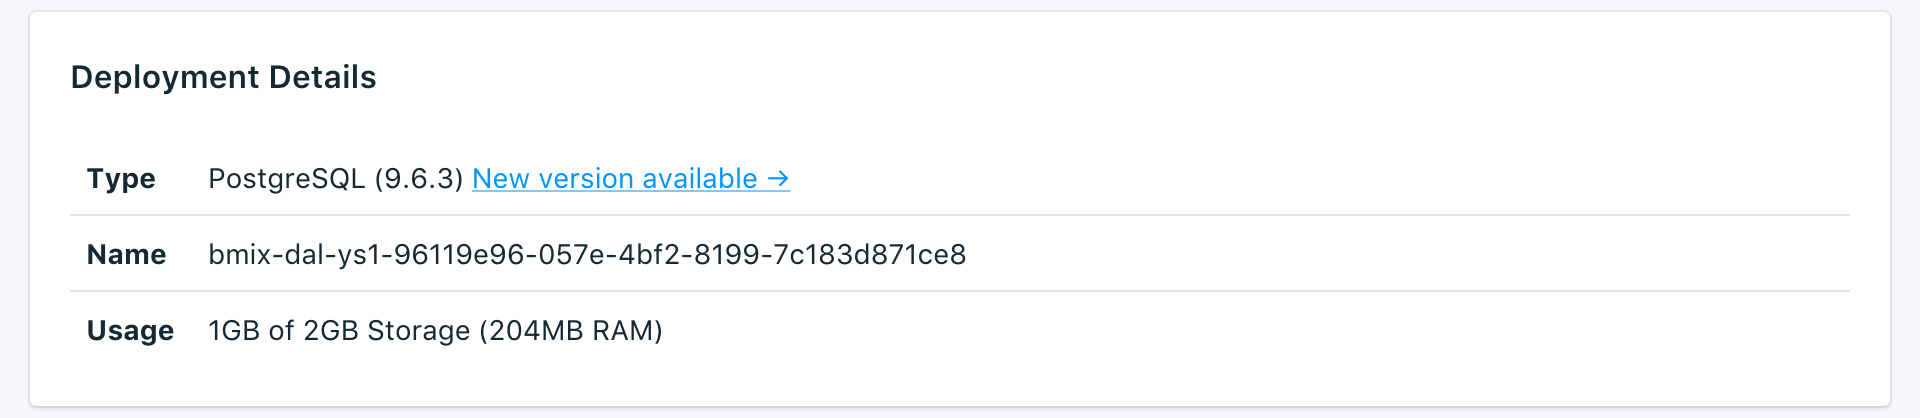 Deployment Details
Type PostgreSQL (9.6.3) New version available →
Name bmix-dal-ys1-96119e96-057e-4bf2-8199-7c183d871ce8
Usage 1GB of 2GB Storage (204MB RAM)